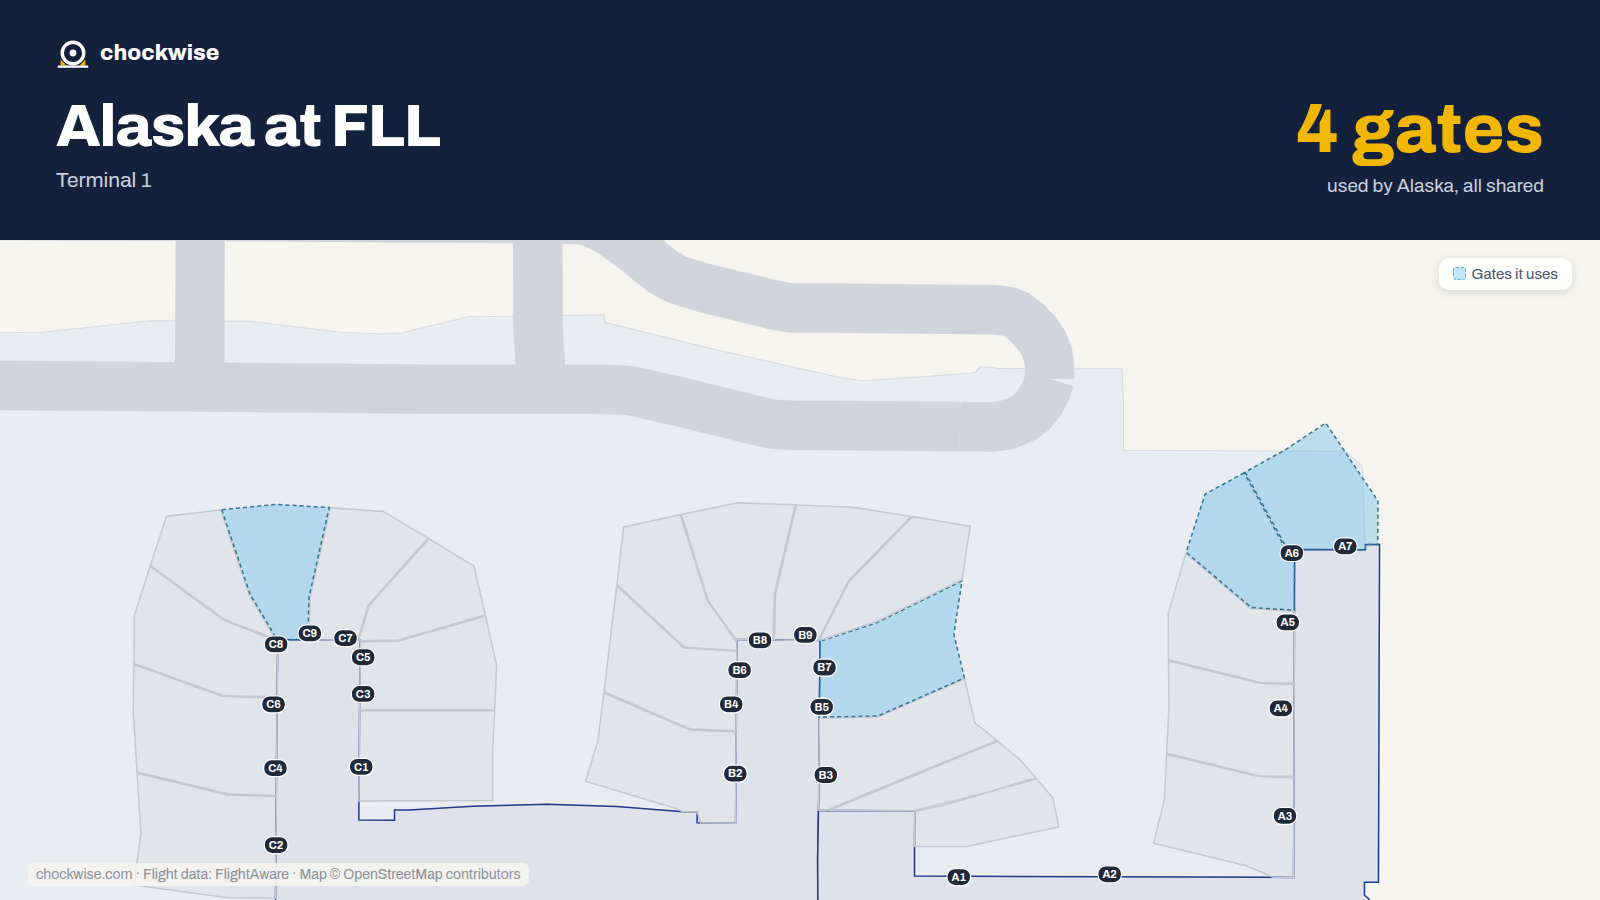 chockwise
Alaska at FLL
Terminal 1
4 gates
used by Alaska, all shared
Gates it uses
A6
A7
A5
C9
C8
C7
B8
B9
C5
B6
B7
C3
C6
B4
B5
A4
C4
C1
B2
B3
A3
C2
A1
A2
chockwise.com · Flight data: FlightAware · Map © OpenStreetMap contributors